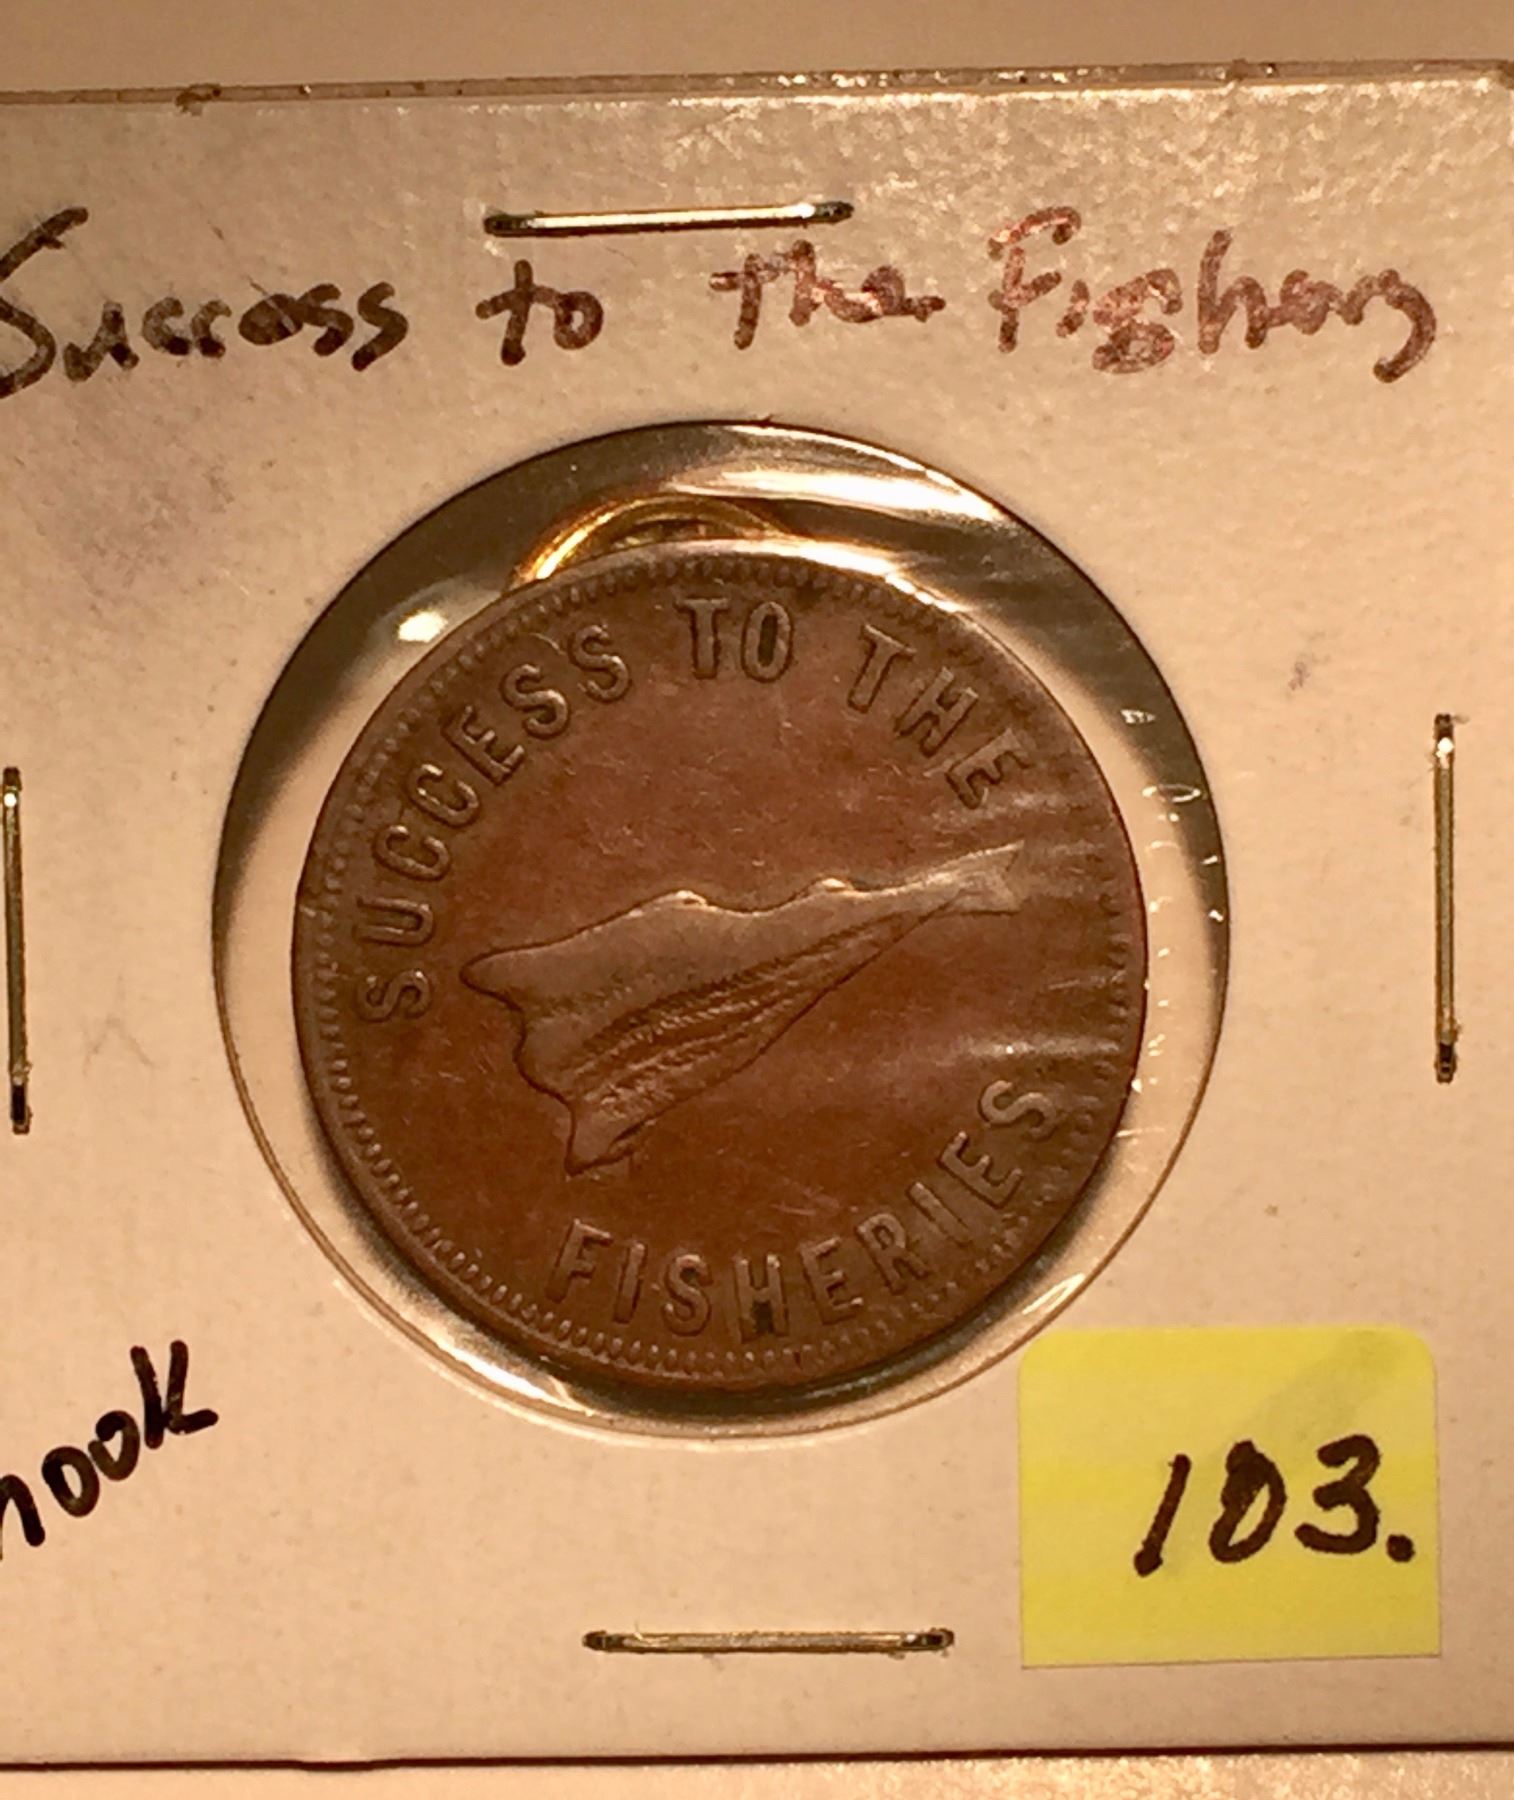 Success to The Fishery
SUCCESS TO THE
FISHERIES
nook
103.